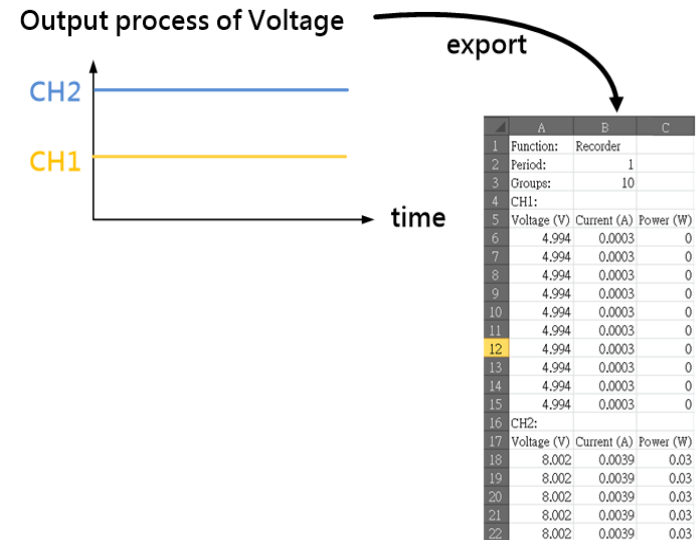 Output process of Voltage
export
CH2
CH1
time
A B C
1 Function: Recorder
2 Period: 1
3 Groups: 10
4 CH1:
5 Voltage (V) Current (A) Power (W)
6 4.994 0.0003 0
7 4.994 0.0003 0
8 4.994 0.0003 0
9 4.994 0.0003 0
10 4.994 0.0003 0
11 4.994 0.0003 0
12 4.994 0.0003 0
13 4.994 0.0003 0
14 4.994 0.0003 0
15 4.994 0.0003 0
16 CH2:
17 Voltage (V) Current (A) Power (W)
18 8.002 0.0039 0.03
19 8.002 0.0039 0.03
20 8.002 0.0039 0.03
21 8.002 0.0039 0.03
22 8.002 0.0039 0.03